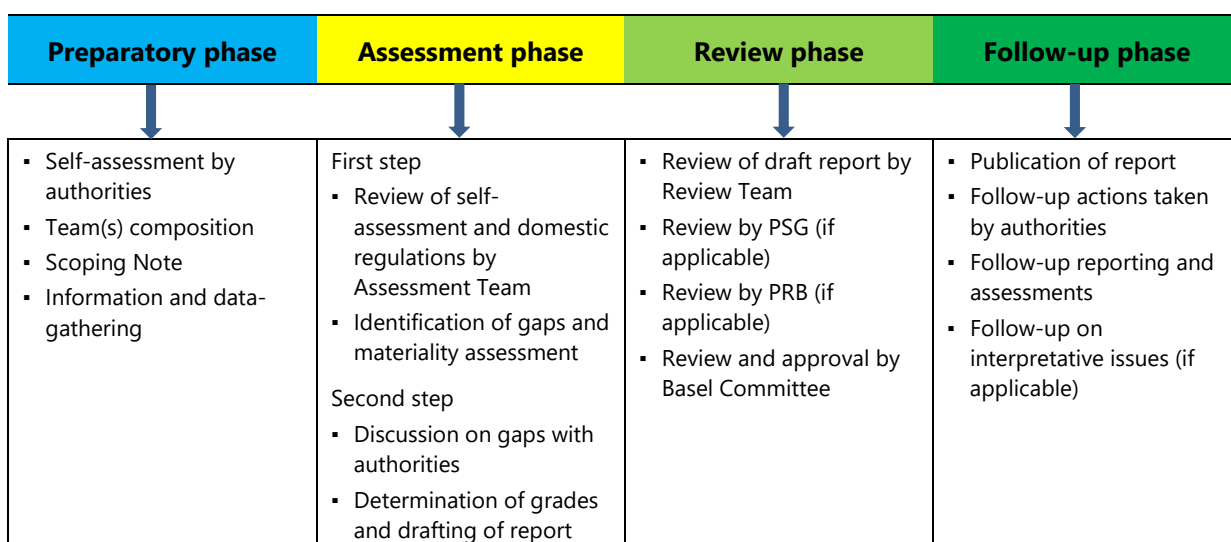 Preparatory phase
Assessment phase
Review phase
Follow-up phase
▪ Self-assessment by
authorities
▪ Team(s) composition
▪ Scoping Note
▪ Information and data-
gathering
First step
▪ Review of self-
assessment and domestic
regulations by
Assessment Team
▪ Identification of gaps and
materiality assessment
Second step
▪ Discussion on gaps with
authorities
▪ Determination of grades
and drafting of report
▪ Review of draft report by
Review Team
▪ Review by PSG (if
applicable)
▪ Review by PRB (if
applicable)
▪ Review and approval by
Basel Committee
▪ Publication of report
▪ Follow-up actions taken
by authorities
▪ Follow-up reporting and
assessments
▪ Follow-up on
interpretative issues (if
applicable)